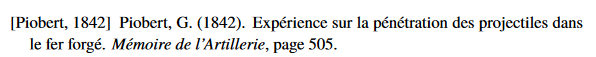 [Piobert, 1842] Piobert, G. (1842). Expérience sur la pénétration des projectiles dans
le fer forgé. Mémoire de l'Artillerie, page 505.